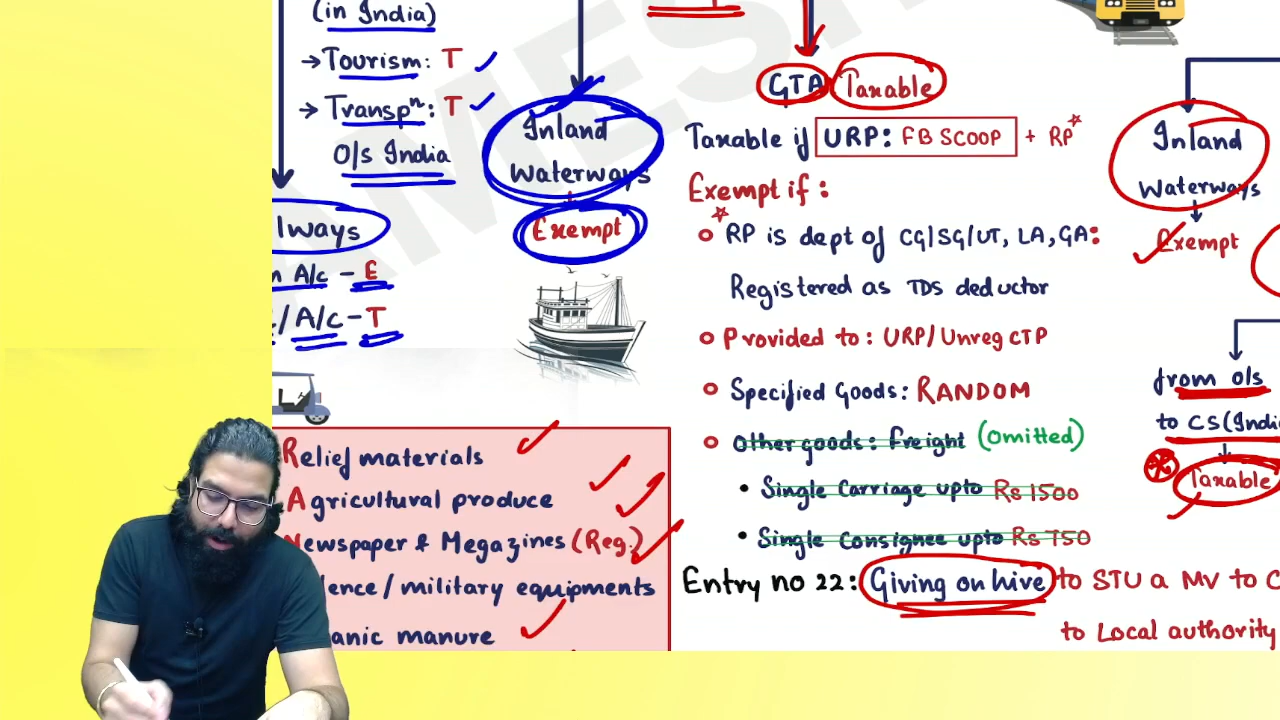 (in India)
→Tourism: T
→ Transpⁿ: T
O/s India
lways
n A/c - E
/ A/c - T
Inland
Waterways
Exempt
Relief materials
Agricultural produce
Newspaper & Megazines (Reg.)
ence/military equipments
anic manure
GTA Taxable
Taxable if URP: FB SCOOP + RP*
Exempt if:
* RP is dept of CG/SG/UT, LA, GA:
Registered as TDS deductor
Provided to: URP/Unreg CTP
Specified Goods: RANDOM
Other goods: Freight (Omitted)
• Single Carriage upto Rs 1500
• Single Consignee upto Rs 750
Entry no 22: Giving on hire to STU a MV to C
to Local authority
Inland
Waterways
Exempt
from o/s
to CS(Indi
* Taxable